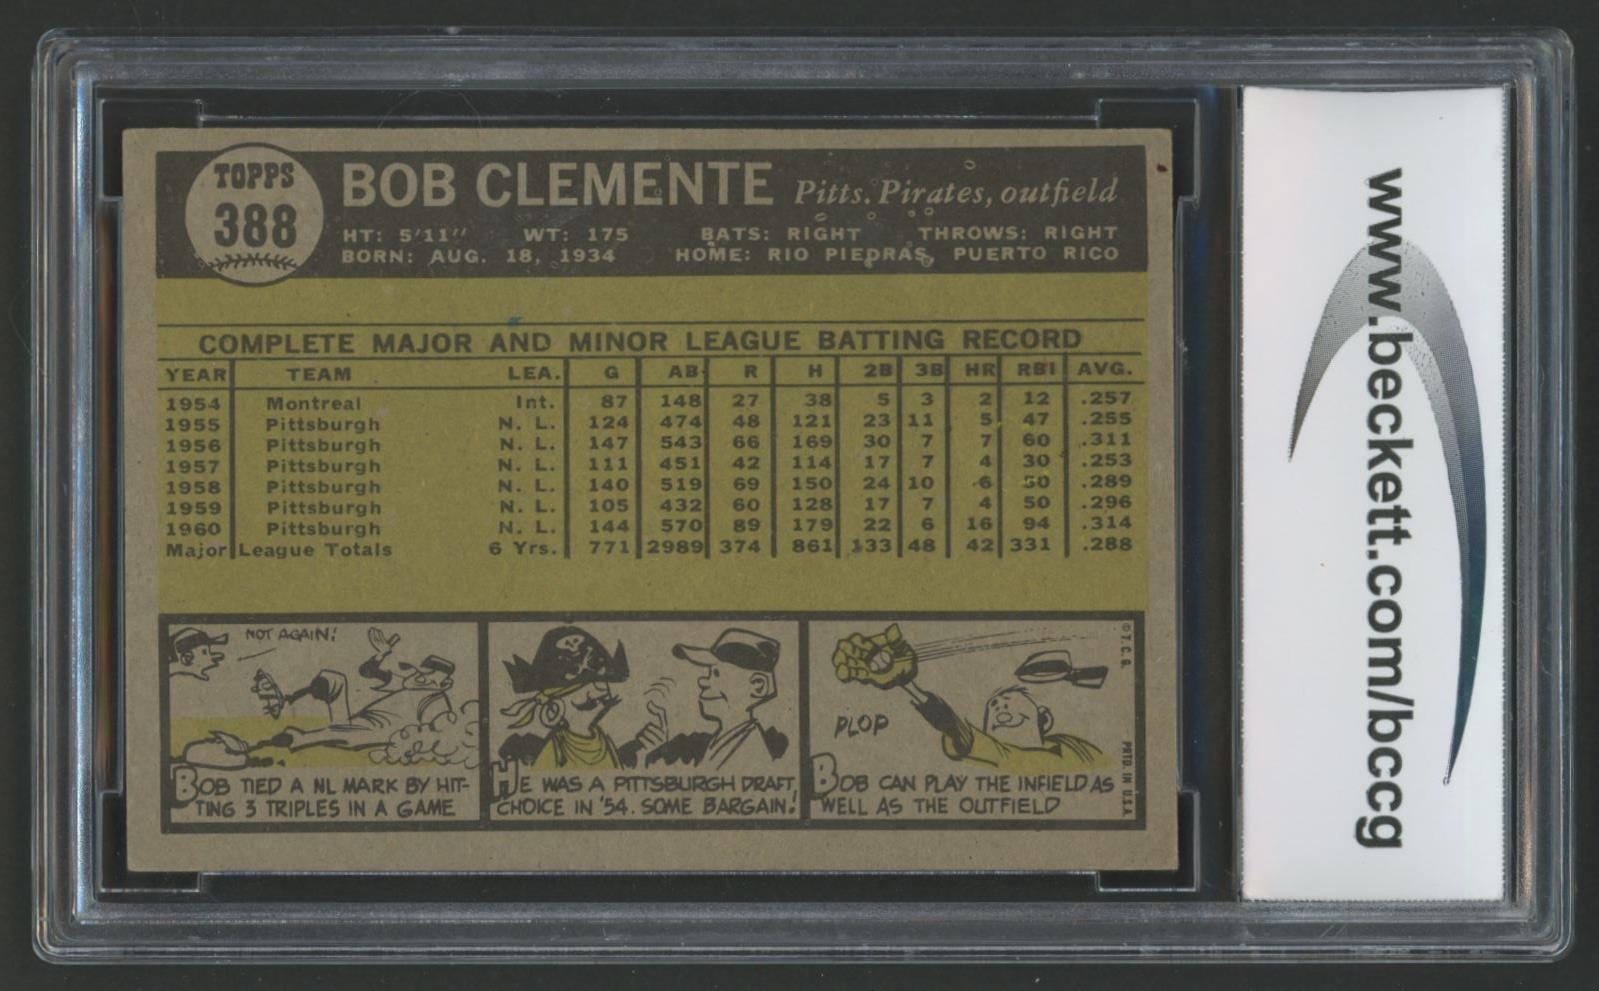 TOPPS
388
BOB CLEMENTE Pitts. Pirates, outfield
HT: 5'11" WT: 175 BATS: RIGHT THROWS: RIGHT
BORN: AUG. 18, 1934 HOME: RIO PIEDRAS, PUERTO RICO
COMPLETE MAJOR AND MINOR LEAGUE BATTING RECORD
YEAR TEAM LEA. G AB R H 2B 3B HR RBI AVG.
1954 Montreal Int. 87 148 27 38 5 3 2 12 .257
1955 Pittsburgh N. L. 124 474 48 121 23 11 5 47 .255
1956 Pittsburgh N. L. 147 543 66 169 30 7 7 60 .311
1957 Pittsburgh N. L. 111 451 42 114 17 7 4 30 .253
1958 Pittsburgh N. L. 140 519 69 150 24 10 6 50 .289
1959 Pittsburgh N. L. 105 432 60 128 17 7 4 50 .296
1960 Pittsburgh N. L. 144 570 89 179 22 6 16 94 .314
Major League Totals 6 Yrs. 771 2989 374 861 133 48 42 331 .288
NOT AGAIN!
BOB TIED A NL MARK BY HIT-
TING 3 TRIPLES IN A GAME
HE WAS A PITTSBURGH DRAFT
CHOICE IN '54. SOME BARGAIN!
PLOP
BOB CAN PLAY THE INFIELD AS
WELL AS THE OUTFIELD
© T. C. G.
PRTD. IN U.S.A.
www.beckett.com/bccg